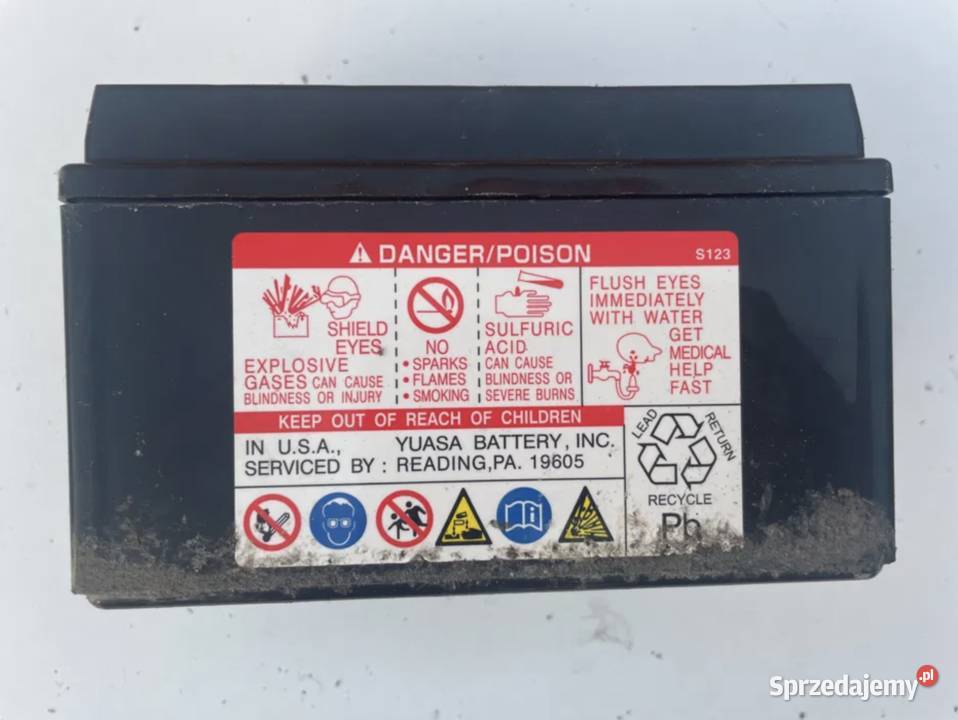 DANGER/POISON
S123
SHIELD
EYES
EXPLOSIVE
GASES CAN CAUSE
BLINDNESS OR INJURY
NO
• SPARKS
• FLAMES
• SMOKING
SULFURIC
ACID
CAN CAUSE
BLINDNESS OR
SEVERE BURNS
FLUSH EYES
IMMEDIATELY
WITH WATER
GET
MEDICAL
HELP
FAST
KEEP OUT OF REACH OF CHILDREN
IN U.S.A., YUASA BATTERY, INC.
SERVICED BY : READING,PA. 19605
LEAD
RETURN
RECYCLE
Pb
Sprzedajemy.pl